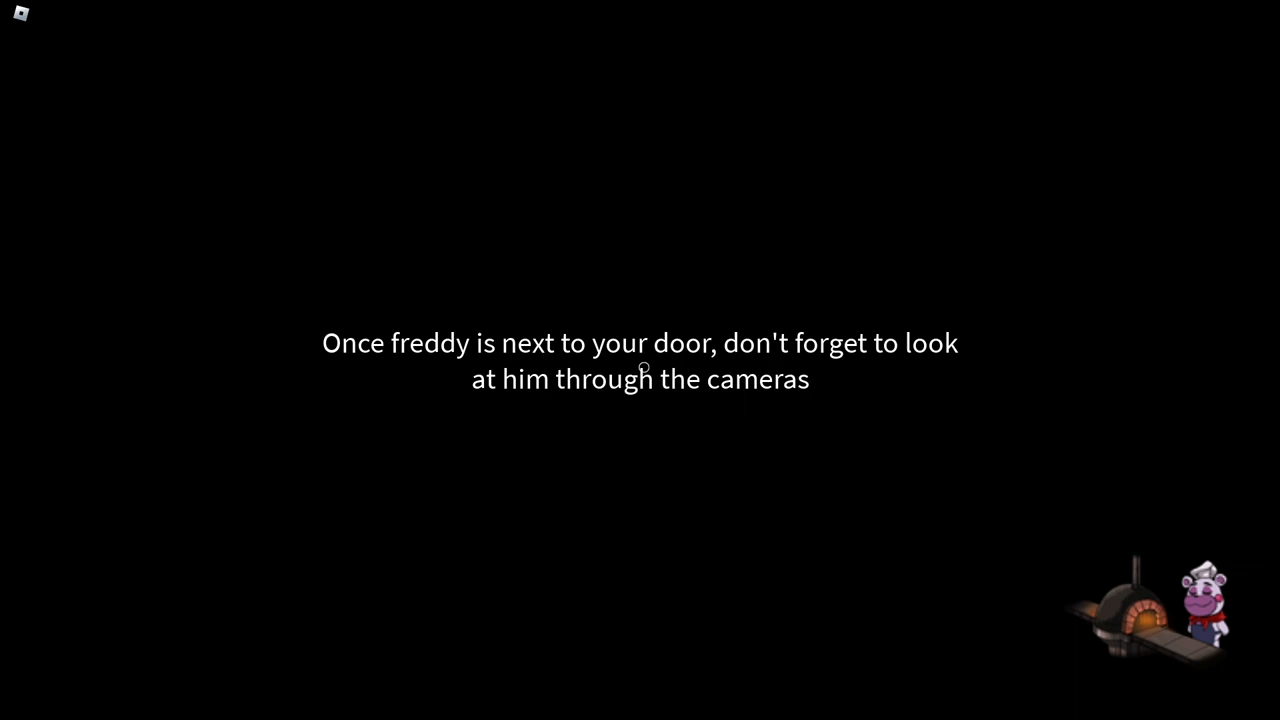 Once freddy is next to your door, don't forget to look
at him through the cameras